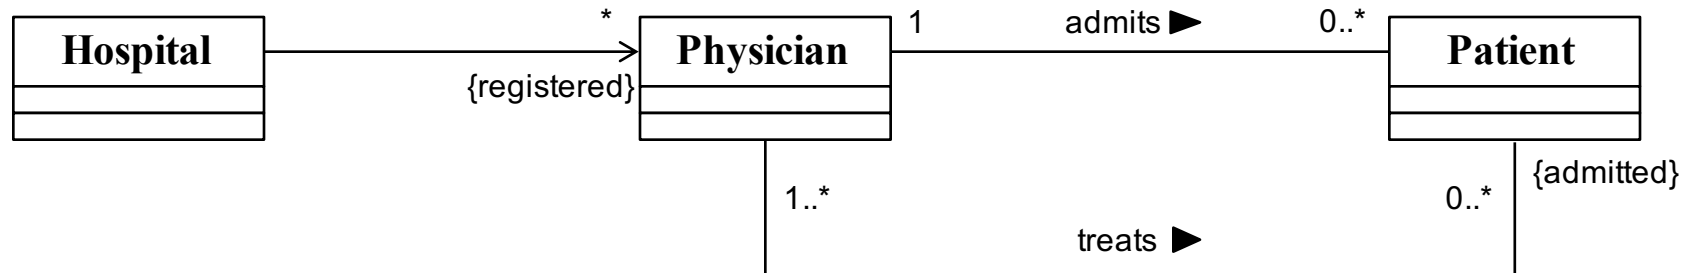 * 1 admits ► 0..*
Hospital Physician Patient
{registered}
{admitted}
1..* 0..*
treats ►